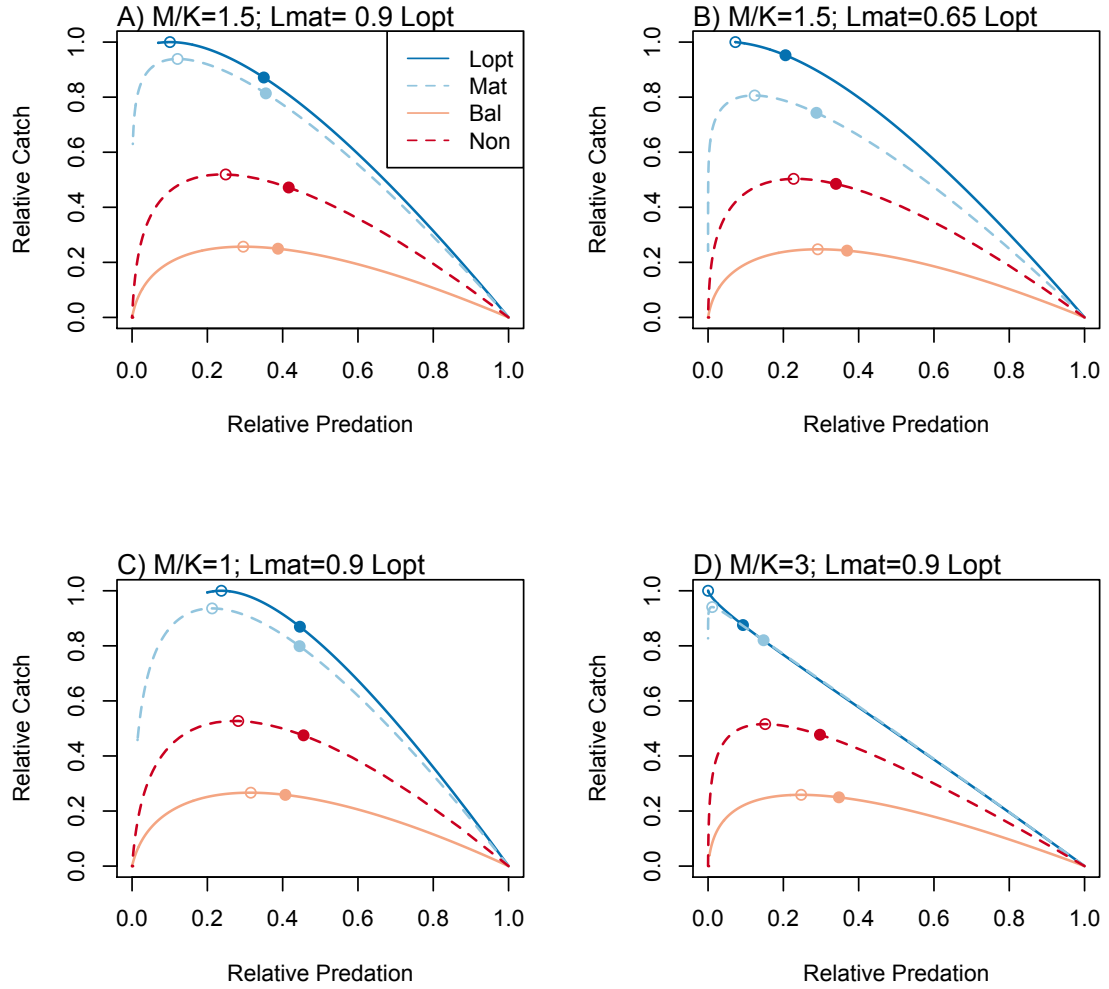 A) M/K=1.5; Lmat= 0.9 Lopt
Relative Catch
0.0 0.2 0.4 0.6 0.8 1.0
Lopt
Mat
Bal
Non
0.0 0.2 0.4 0.6 0.8 1.0
Relative Predation
B) M/K=1.5; Lmat=0.65 Lopt
Relative Catch
0.0 0.2 0.4 0.6 0.8 1.0
0.0 0.2 0.4 0.6 0.8 1.0
Relative Predation
C) M/K=1; Lmat=0.9 Lopt
Relative Catch
0.0 0.2 0.4 0.6 0.8 1.0
0.0 0.2 0.4 0.6 0.8 1.0
Relative Predation
D) M/K=3; Lmat=0.9 Lopt
Relative Catch
0.0 0.2 0.4 0.6 0.8 1.0
0.0 0.2 0.4 0.6 0.8 1.0
Relative Predation